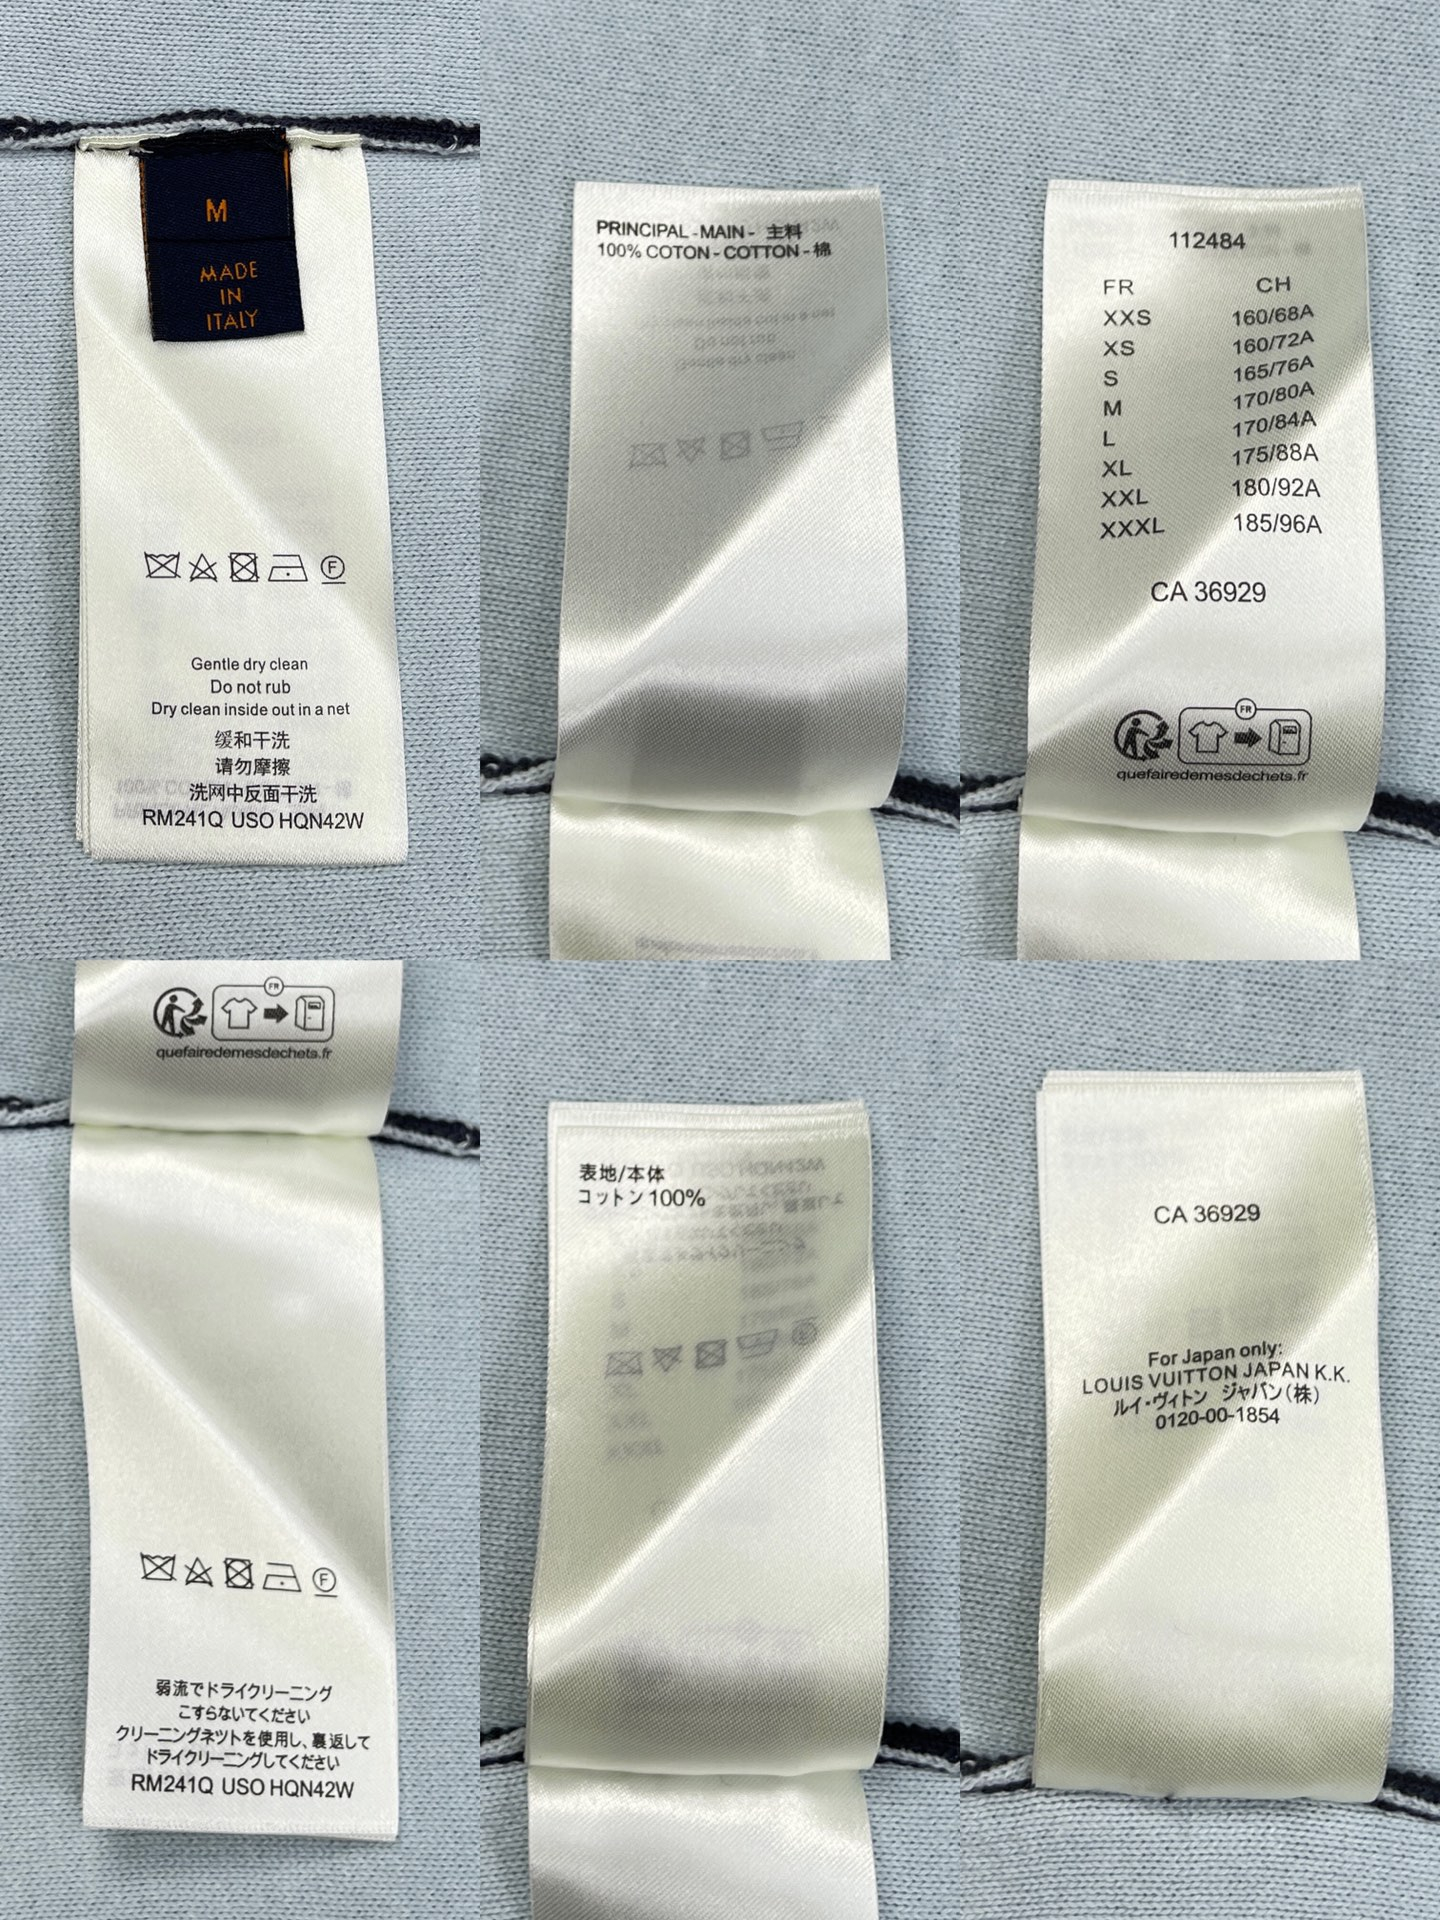 M
MADE
IN
ITALY
F
Gentle dry clean
Do not rub
Dry clean inside out in a net
缓和干洗
请勿摩擦
洗网中反面干洗
RM241Q USO HQN42W
PRINCIPAL - MAIN - 主料
100% COTON - COTTON - 棉
112484
FR CH
XXS 160/68A
XS 160/72A
S 165/76A
M 170/80A
L 170/84A
XL 175/88A
XXL 180/92A
XXXL 185/96A
CA 36929
FR
quefairedemesdechets.fr
FR
quefairedemesdechets.fr
F
弱流でドライクリーニング
こすらないでください
クリーニングネットを使用し、裏返して
ドライクリーニングしてください
RM241Q USO HQN42W
表地/本体
コットン 100%
CA 36929
For Japan only:
LOUIS VUITTON JAPAN K.K.
ルイ・ヴィトン ジャパン(株)
0120-00-1854